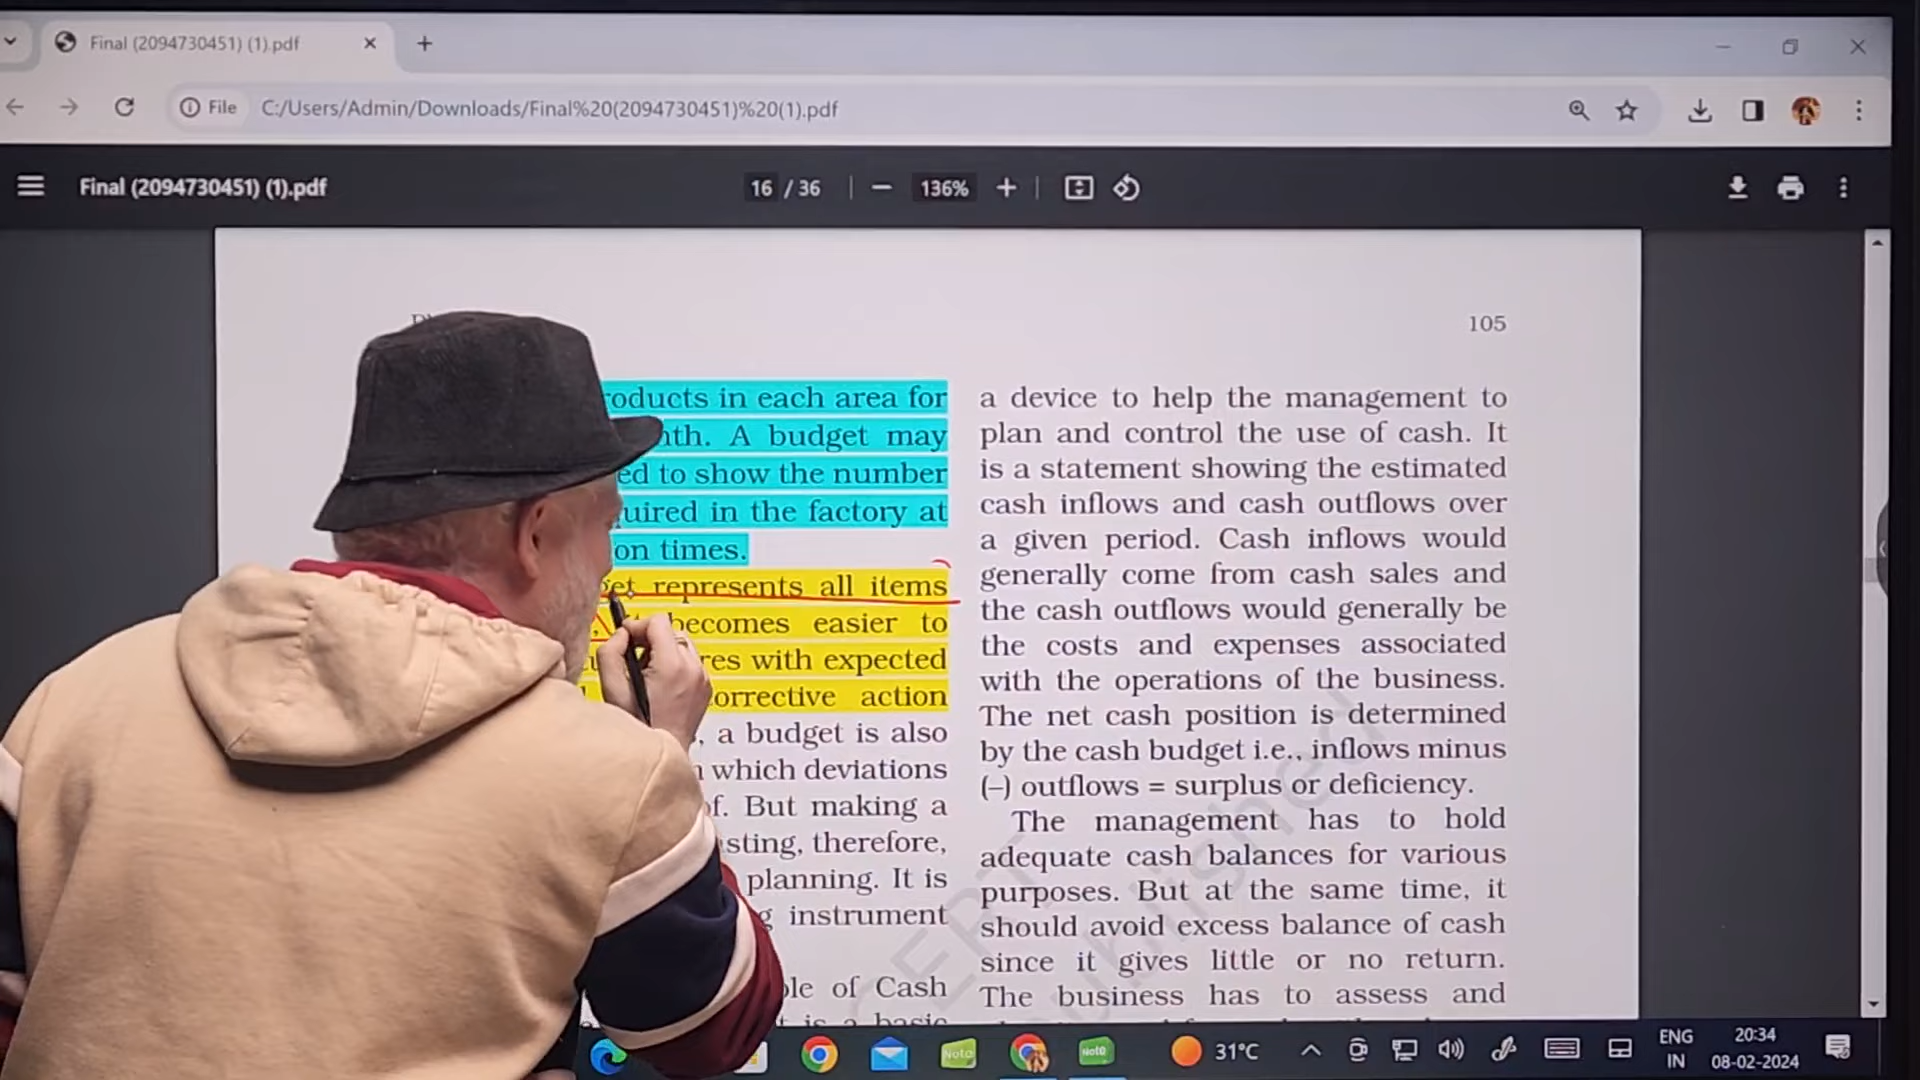 Final (2094730451) (1).pdf
File C:/Users/Admin/Downloads/Final%20(2094730451)%20(1).pdf
Final (2094730451) (1).pdf
16 / 36
136%
105
roducts in each area for
nth. A budget may
ed to show the number
quired in the factory at
on times.
get represents all items
becomes easier to
res with expected
orrective action
, a budget is also
n which deviations
f. But making a
sting, therefore,
planning. It is
g instrument
ple of Cash
t is a basic
a device to help the management to
plan and control the use of cash. It
is a statement showing the estimated
cash inflows and cash outflows over
a given period. Cash inflows would
generally come from cash sales and
the cash outflows would generally be
the costs and expenses associated
with the operations of the business.
The net cash position is determined
by the cash budget i.e., inflows minus
(–) outflows = surplus or deficiency.
The management has to hold
adequate cash balances for various
purposes. But at the same time, it
should avoid excess balance of cash
since it gives little or no return.
The business has to assess and
Note
Note
31°C
ENG
IN
20:34
08-02-2024